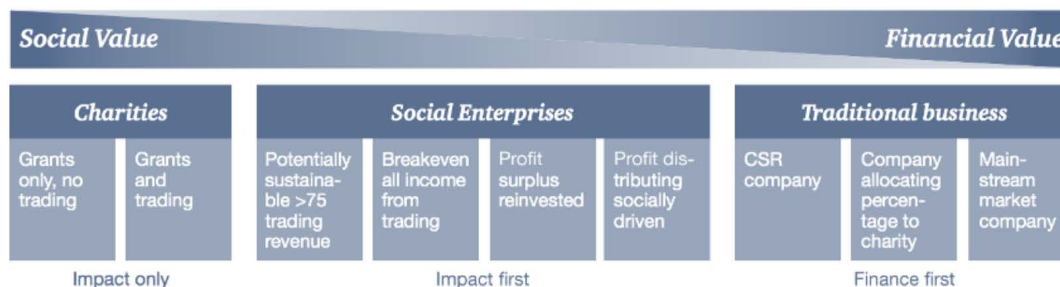 Social Value
Financial Value
Charities
Social Enterprises
Traditional business
Grants
only, no
trading
Grants
and
trading
Potentially
sustaina-
ble >75
trading
revenue
Breakeven
all income
from
trading
Profit
surplus
reinvested
Profit dis-
tributing
socially
driven
CSR
company
Company
allocating
percen-
tage to
charity
Main-
stream
market
company
Impact only
Impact first
Finance first